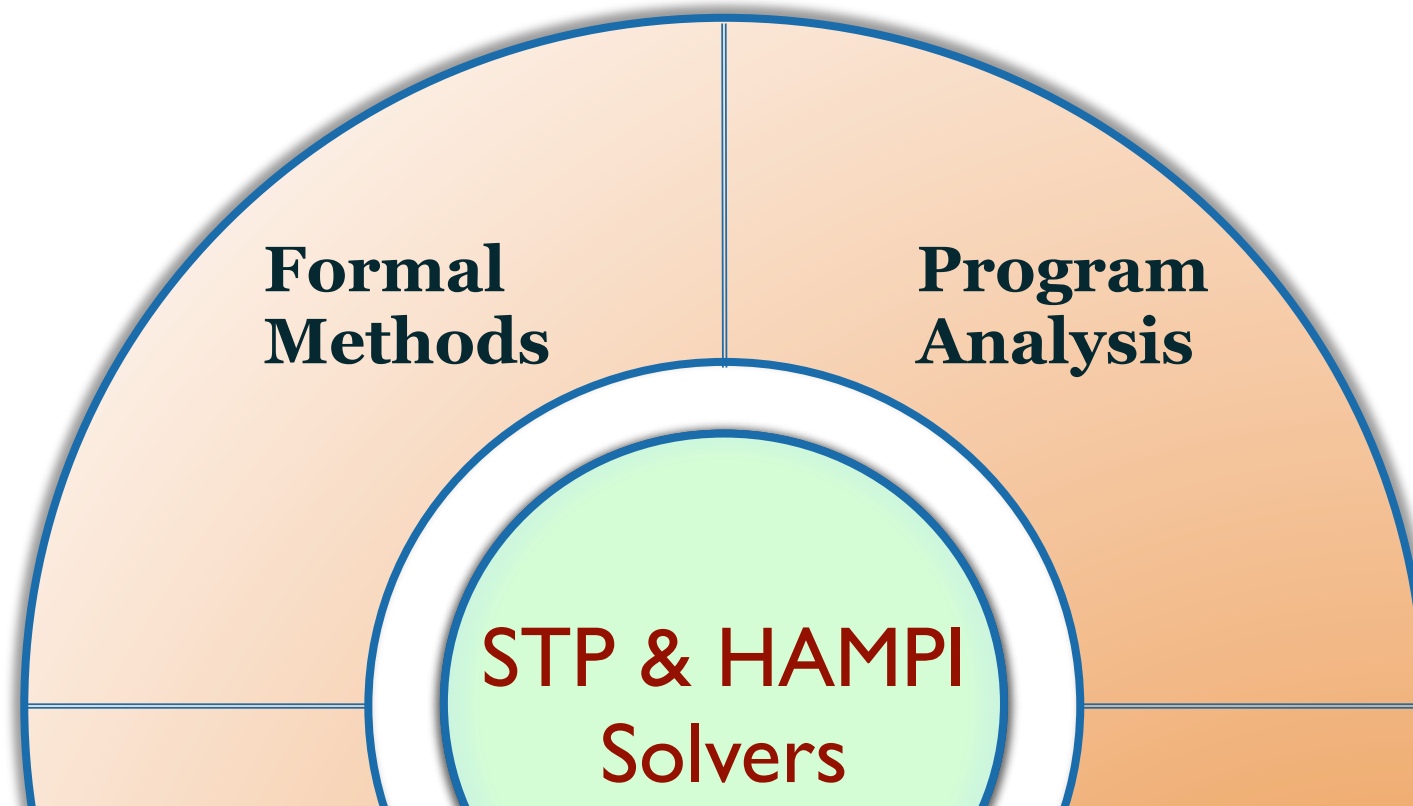 Formal
Methods
Program
Analysis
STP & HAMPI
Solvers